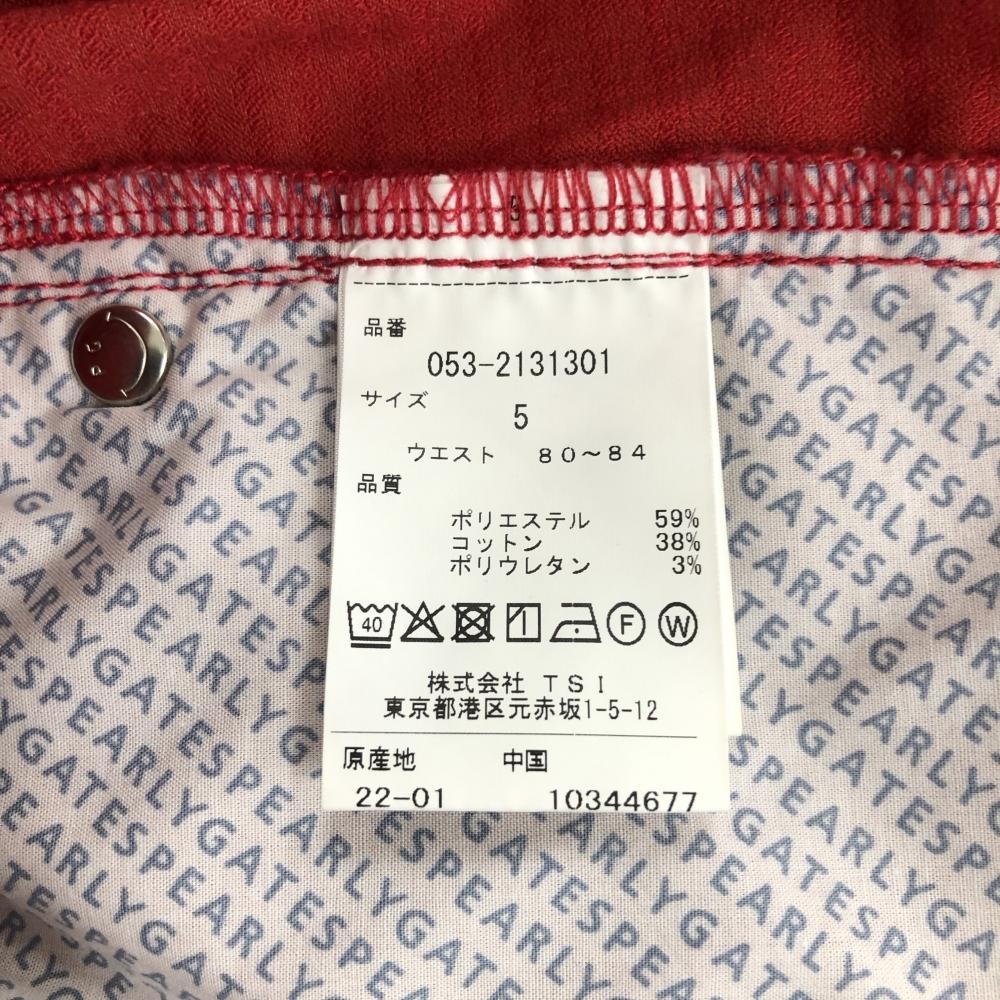 品番
053-2131301
サイズ
5
ウエスト 80～84
品質
ポリエステル 59%
コットン 38%
ポリウレタン 3%
40 F W
株式会社 TSI
東京都港区元赤坂1-5-12
原産地 中国
22-01 10344677
PEARLYGATES